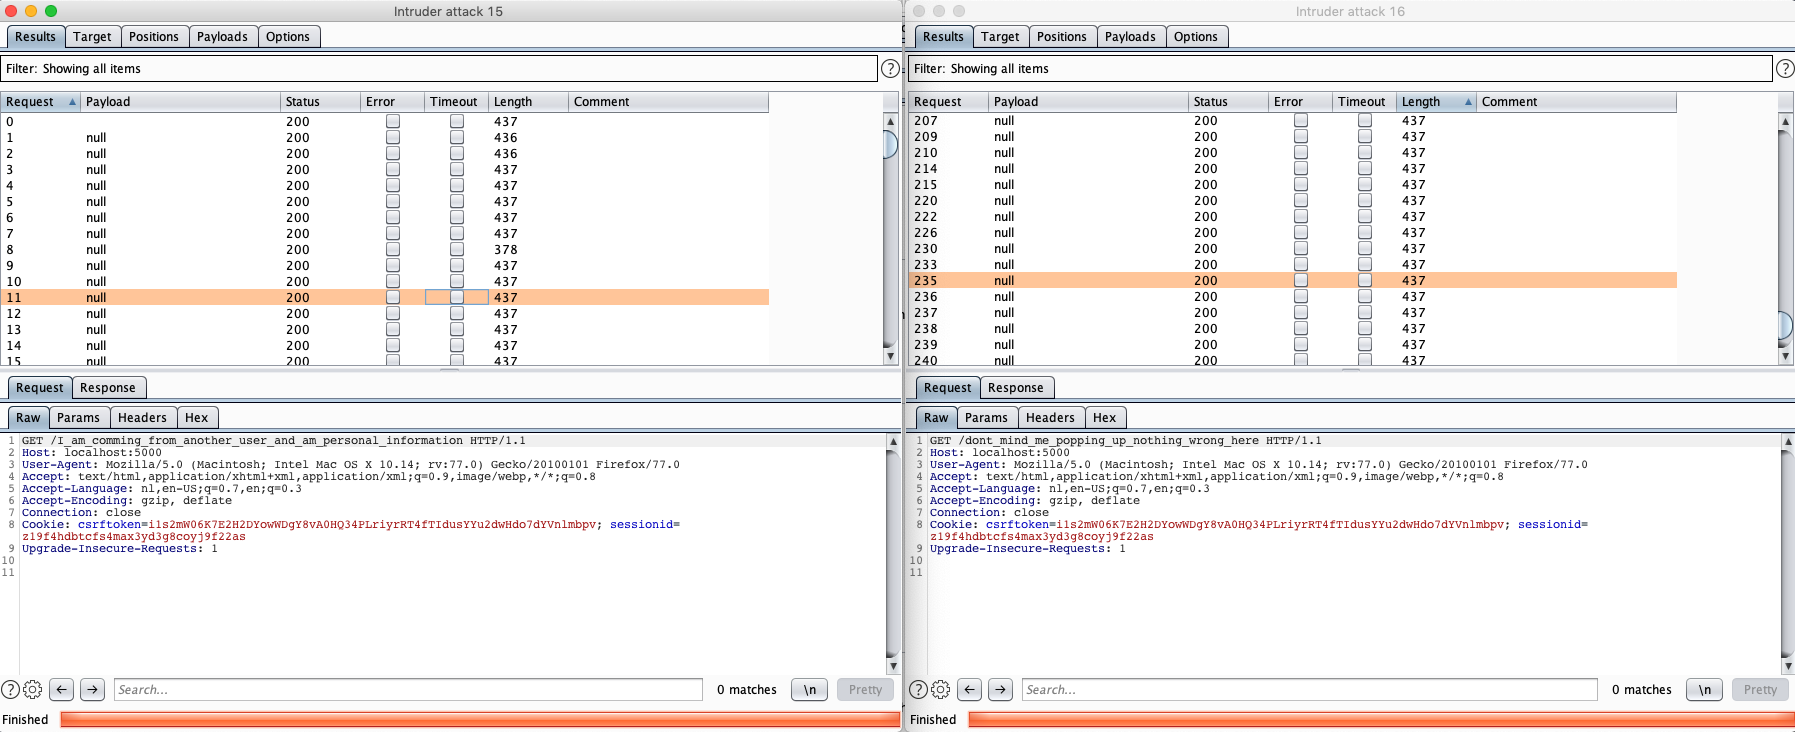 Intruder attack 15
Results Target Positions Payloads Options
Filter: Showing all items ?
Request Payload Status Error Timeout Length Comment
0 200 437
1 null 200 436
2 null 200 436
3 null 200 437
4 null 200 437
5 null 200 437
6 null 200 437
7 null 200 437
8 null 200 378
9 null 200 437
10 null 200 437
11 null 200 437
12 null 200 437
13 null 200 437
14 null 200 437
15 null 200 437
Request Response
Raw Params Headers Hex
1 GET /I_am_comming_from_another_user_and_am_personal_information HTTP/1.1
2 Host: localhost:5000
3 User-Agent: Mozilla/5.0 (Macintosh; Intel Mac OS X 10.14; rv:77.0) Gecko/20100101 Firefox/77.0
4 Accept: text/html,application/xhtml+xml,application/xml;q=0.9,image/webp,*/*;q=0.8
5 Accept-Language: nl,en-US;q=0.7,en;q=0.3
6 Accept-Encoding: gzip, deflate
7 Connection: close
8 Cookie: csrftoken=i1s2mW06K7E2H2DYowWDgY8vA0HQ34PLriyrRT4fTIdusYYu2dwHdo7dYVnlmbpv; sessionid=
z19f4hdbtcfs4max3yd3g8coyj9f22as
9 Upgrade-Insecure-Requests: 1
10
11
? Search... 0 matches \n Pretty
Finished
Intruder attack 16
Results Target Positions Payloads Options
Filter: Showing all items ?
Request Payload Status Error Timeout Length Comment
207 null 200 437
209 null 200 437
210 null 200 437
214 null 200 437
215 null 200 437
220 null 200 437
222 null 200 437
226 null 200 437
230 null 200 437
233 null 200 437
235 null 200 437
236 null 200 437
237 null 200 437
238 null 200 437
239 null 200 437
240 null 200 437
Request Response
Raw Params Headers Hex
1 GET /dont_mind_me_popping_up_nothing_wrong_here HTTP/1.1
2 Host: localhost:5000
3 User-Agent: Mozilla/5.0 (Macintosh; Intel Mac OS X 10.14; rv:77.0) Gecko/20100101 Firefox/77.0
4 Accept: text/html,application/xhtml+xml,application/xml;q=0.9,image/webp,*/*;q=0.8
5 Accept-Language: nl,en-US;q=0.7,en;q=0.3
6 Accept-Encoding: gzip, deflate
7 Connection: close
8 Cookie: csrftoken=i1s2mW06K7E2H2DYowWDgY8vA0HQ34PLriyrRT4fTIdusYYu2dwHdo7dYVnlmbpv; sessionid=
z19f4hdbtcfs4max3yd3g8coyj9f22as
9 Upgrade-Insecure-Requests: 1
10
11
? Search... 0 matches \n Pretty
Finished